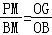 PM/BM = OG/OB